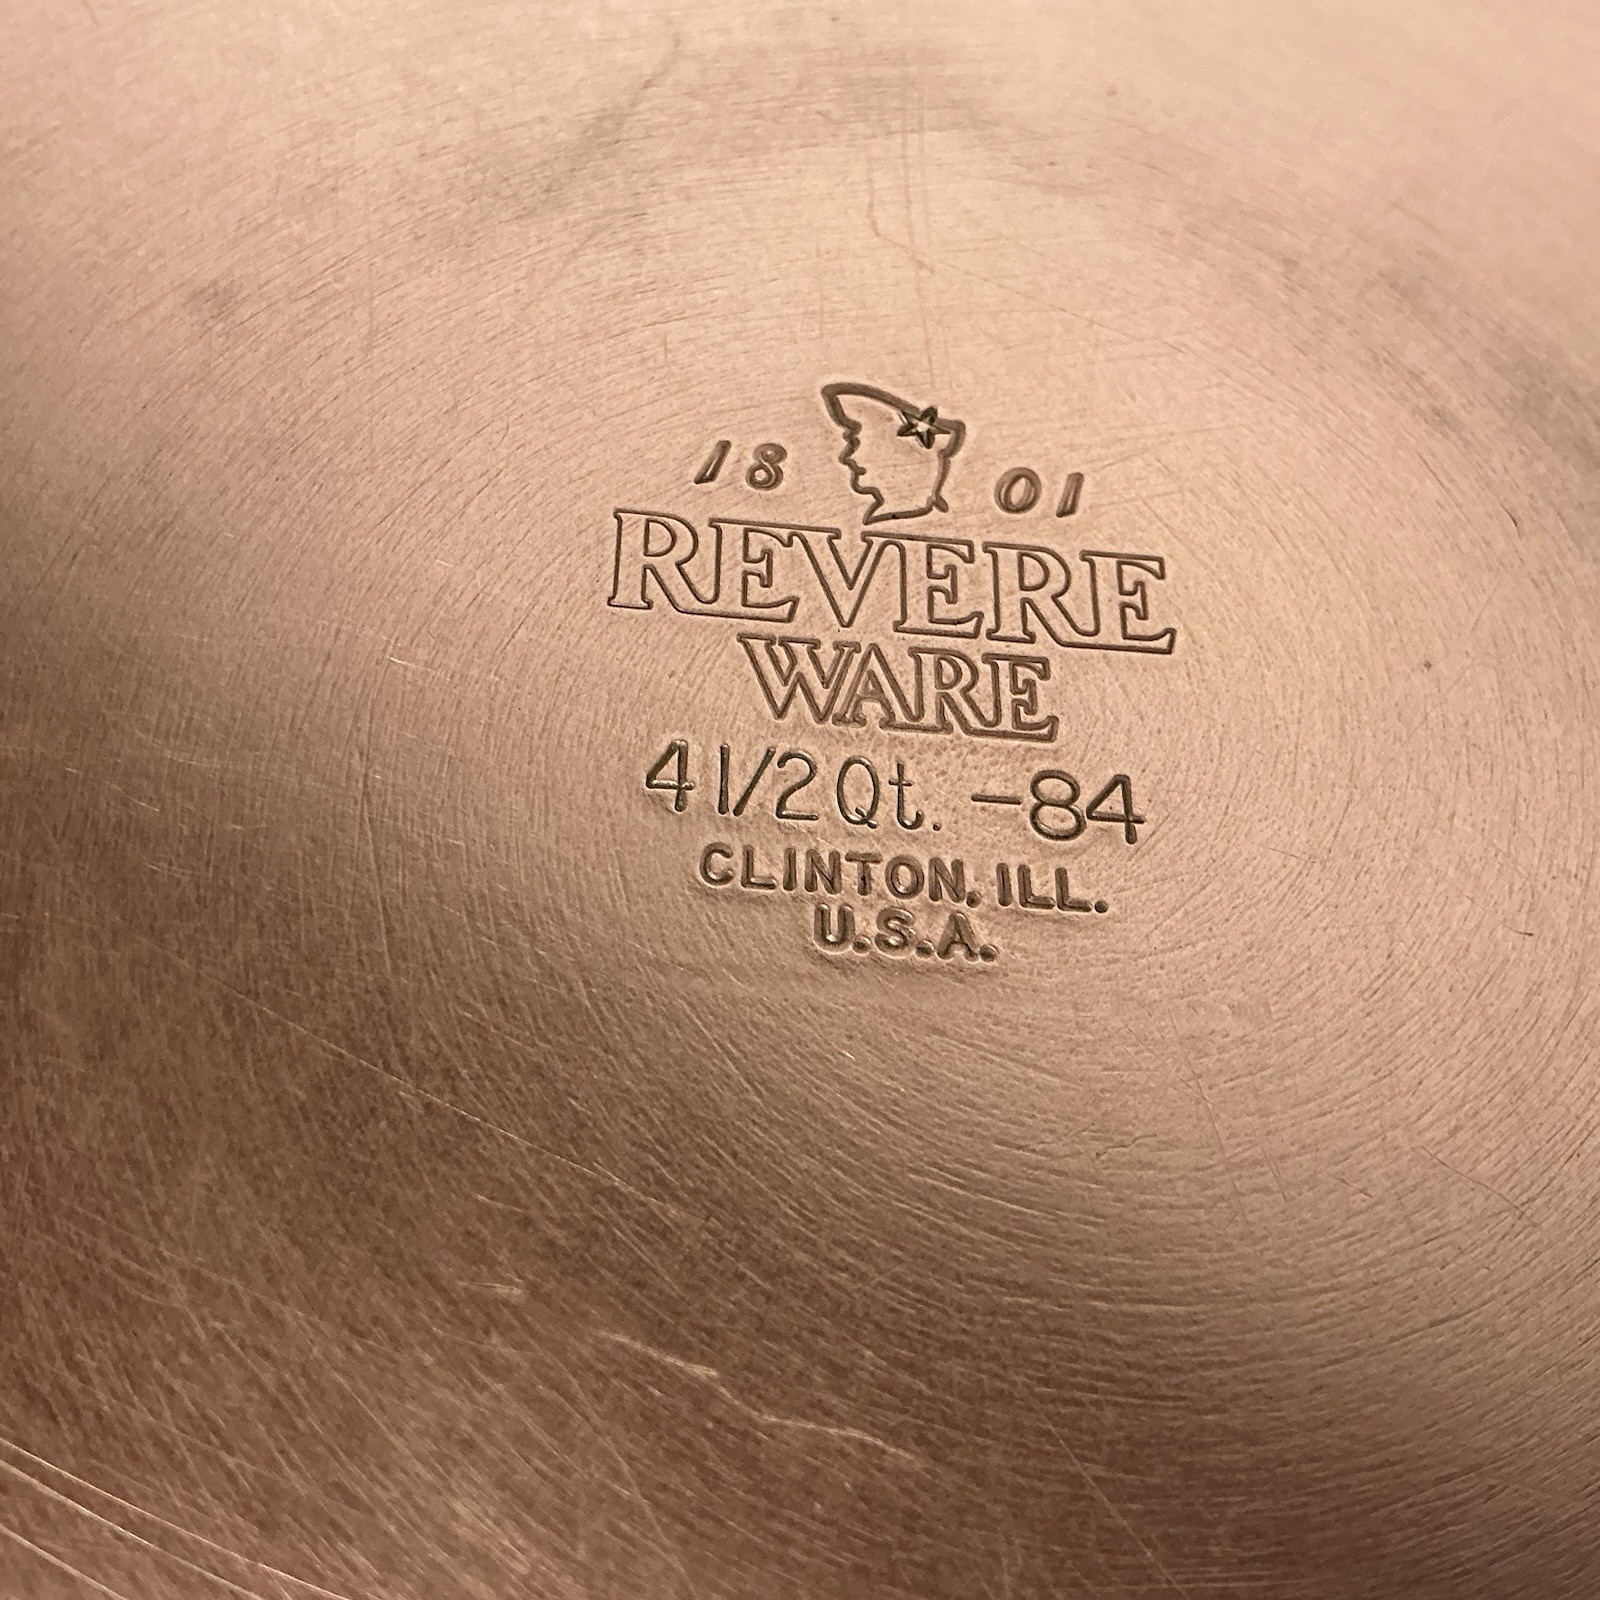 18 01
REVERE
WARE
4 1/2 Qt. -84
CLINTON, ILL.
U.S.A.